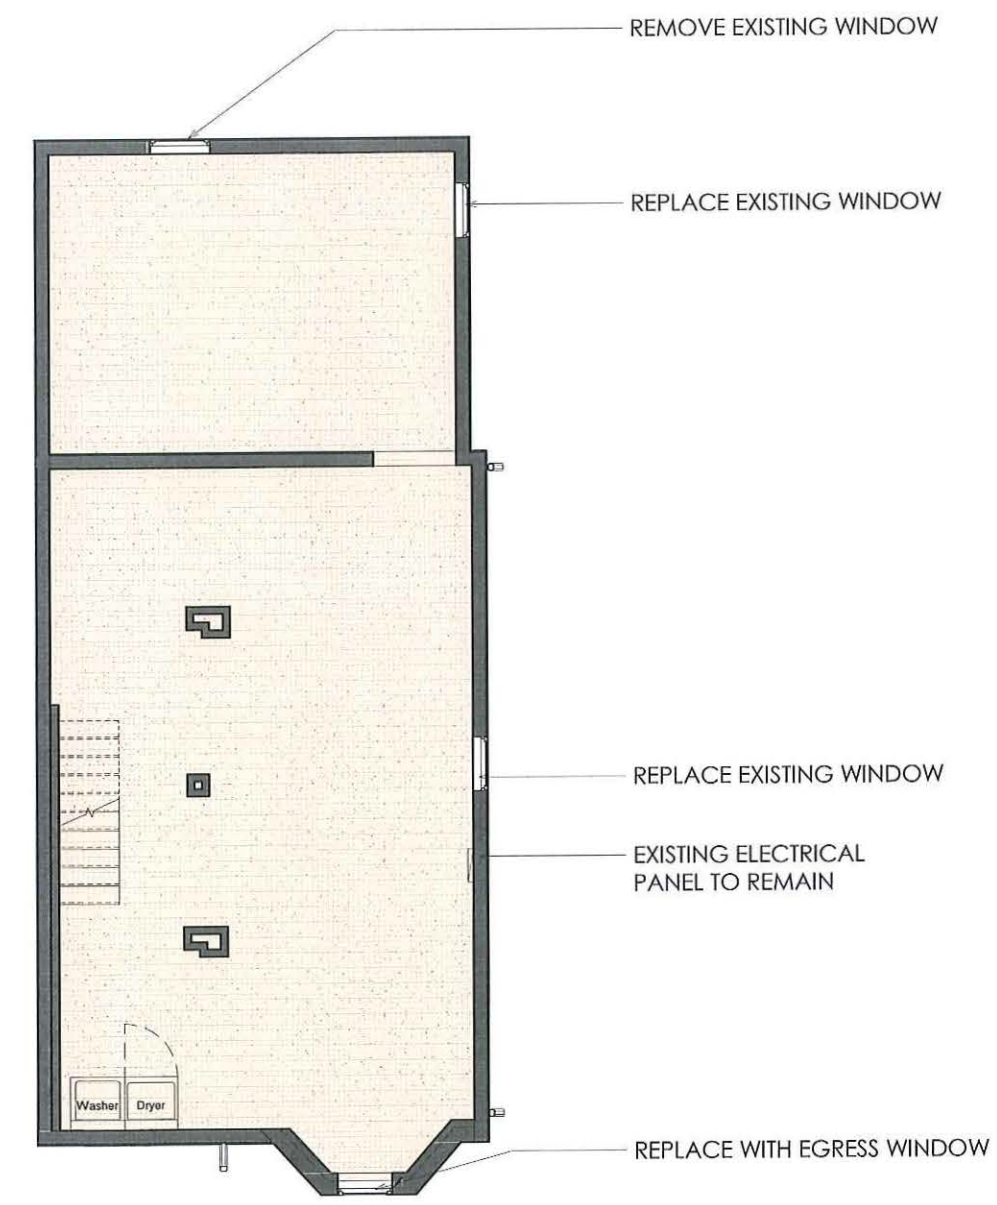 REMOVE EXISTING WINDOW
REPLACE EXISTING WINDOW
REPLACE EXISTING WINDOW
EXISTING ELECTRICAL
PANEL TO REMAIN
Washer Dryer
REPLACE WITH EGRESS WINDOW